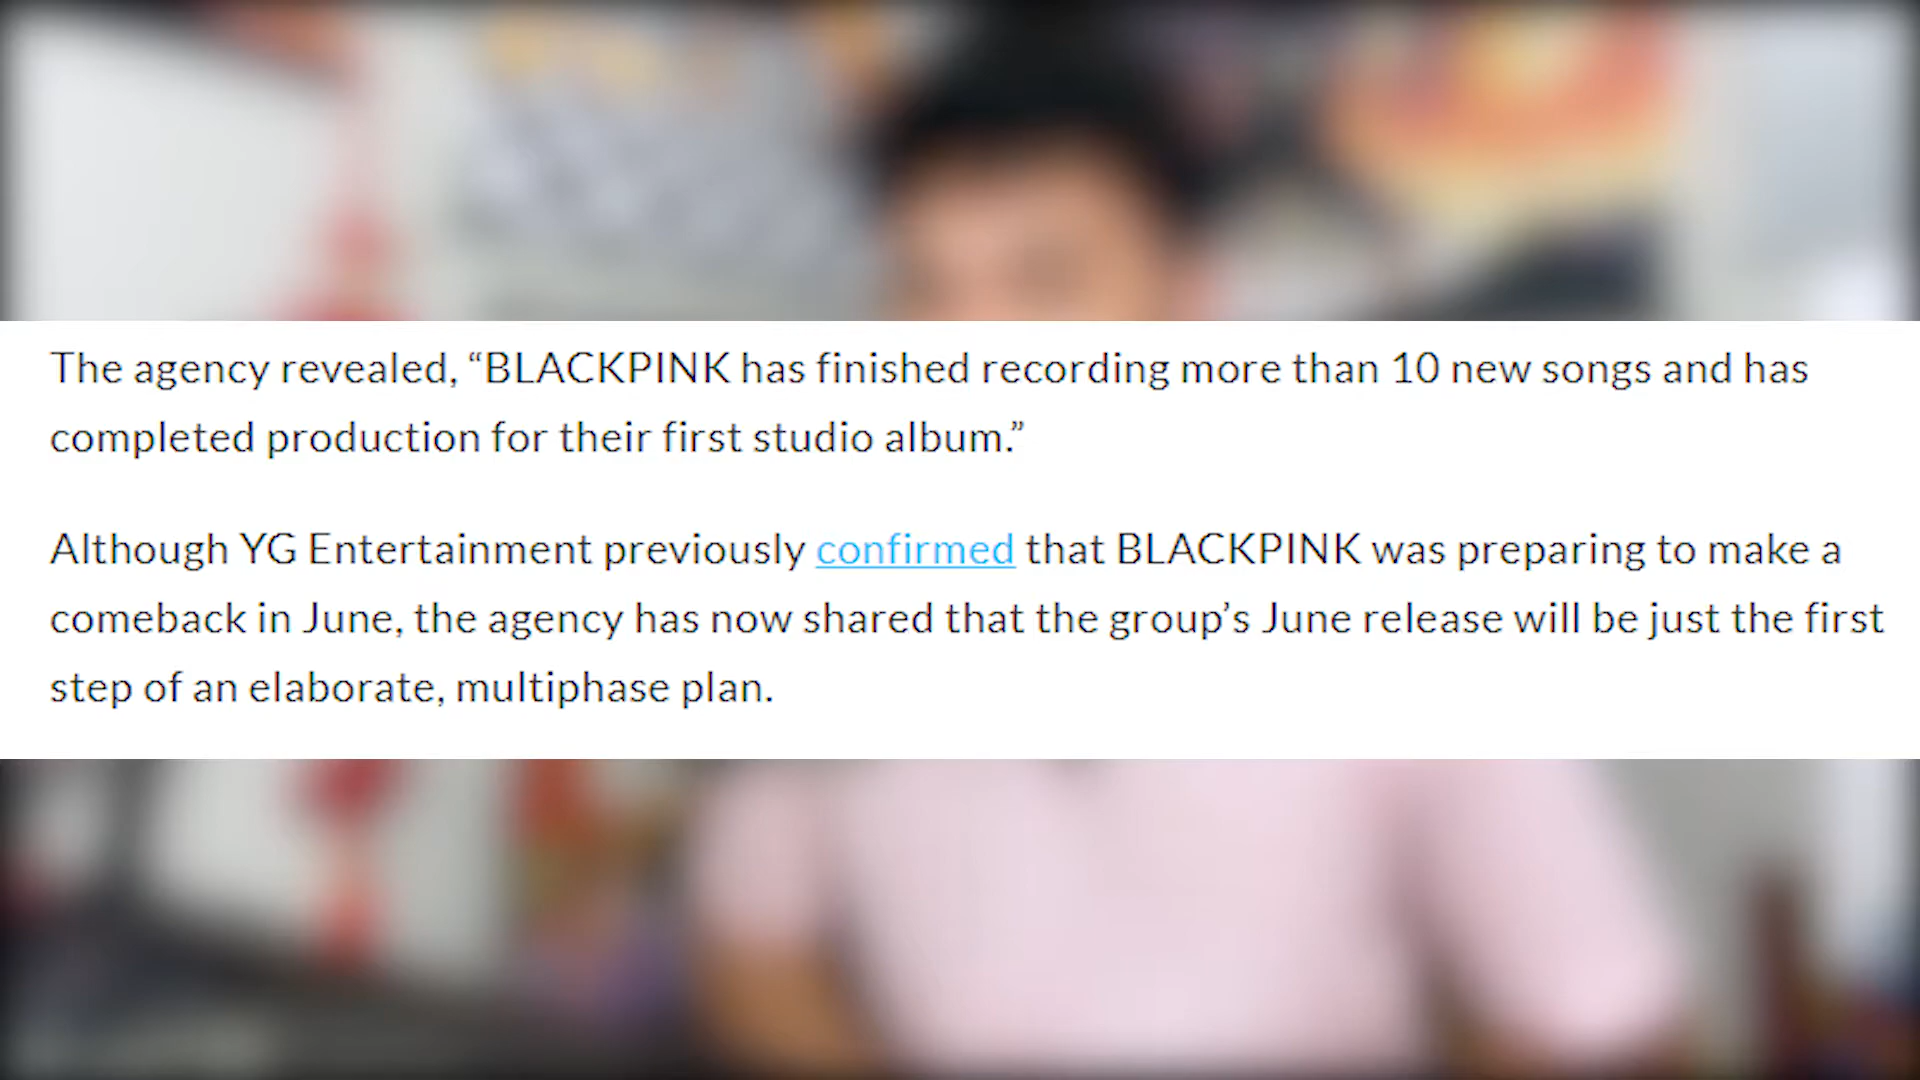 The agency revealed, “BLACKPINK has finished recording more than 10 new songs and has
completed production for their first studio album.”
Although YG Entertainment previously confirmed that BLACKPINK was preparing to make a
comeback in June, the agency has now shared that the group’s June release will be just the first
step of an elaborate, multiphase plan.